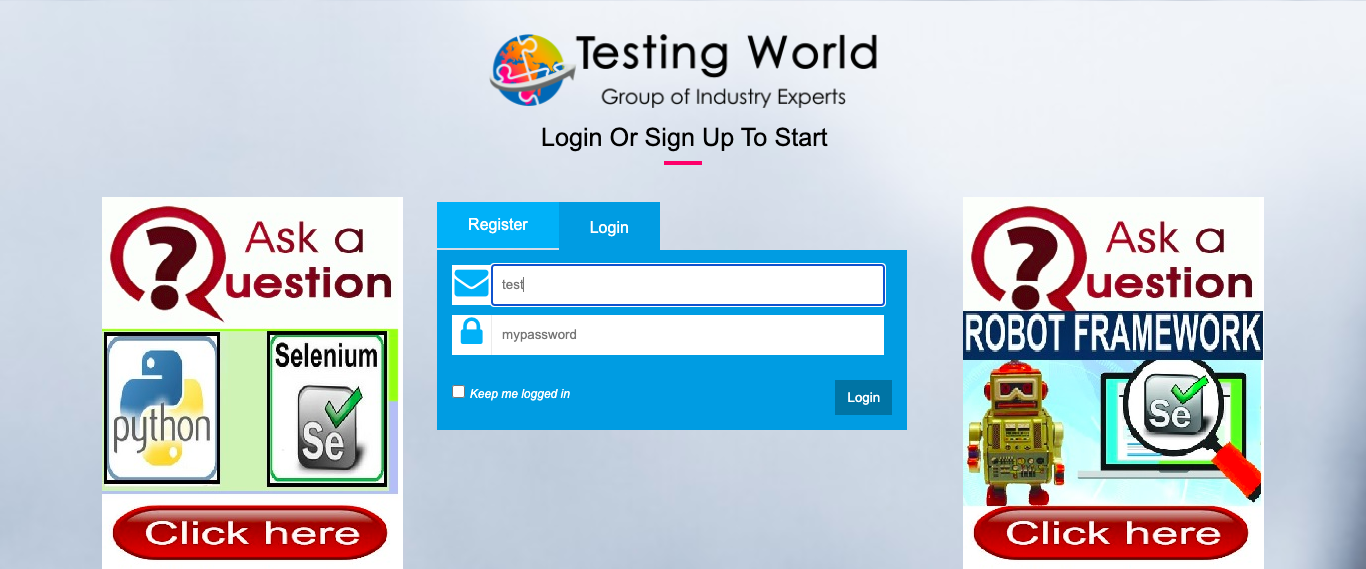 Testing World
Group of Industry Experts
Login Or Sign Up To Start
Ask a
Question
python
Selenium
Se
Click here
Register
Login
test
mypassword
Keep me logged in
Login
Ask a
Question
ROBOT FRAMEWORK
Se
Click here